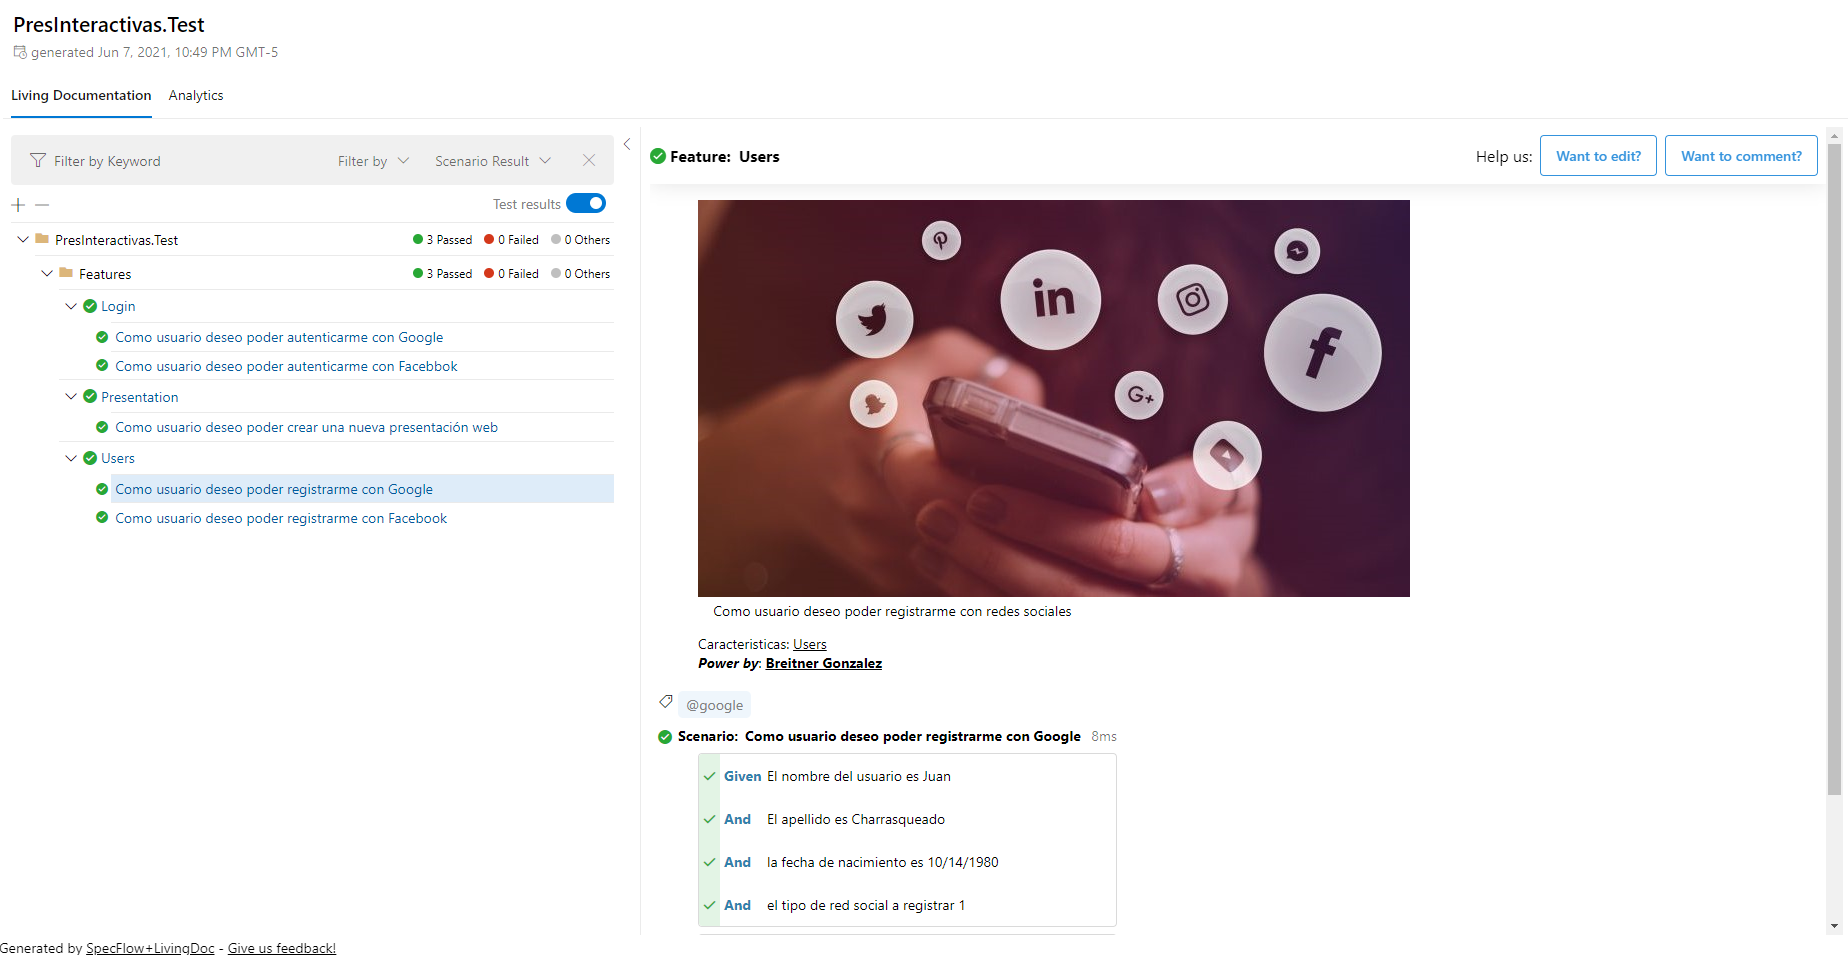 PresInteractivas.Test
generated Jun 7, 2021, 10:49 PM GMT-5
Living Documentation Analytics
Filter by Keyword Filter by Scenario Result
Test results
PresInteractivas.Test 3 Passed 0 Failed 0 Others
Features 3 Passed 0 Failed 0 Others
Login
Como usuario deseo poder autenticarme con Google
Como usuario deseo poder autenticarme con Facebbok
Presentation
Como usuario deseo poder crear una nueva presentación web
Users
Como usuario deseo poder registrarme con Google
Como usuario deseo poder registrarme con Facebook
Feature: Users Help us: Want to edit? Want to comment?
in
f
G+
Como usuario deseo poder registrarme con redes sociales
Caracteristicas: Users
Power by: Breitner Gonzalez
@google
Scenario: Como usuario deseo poder registrarme con Google 8ms
Given El nombre del usuario es Juan
And El apellido es Charrasqueado
And la fecha de nacimiento es 10/14/1980
And el tipo de red social a registrar 1
Generated by SpecFlow+LivingDoc - Give us feedback!